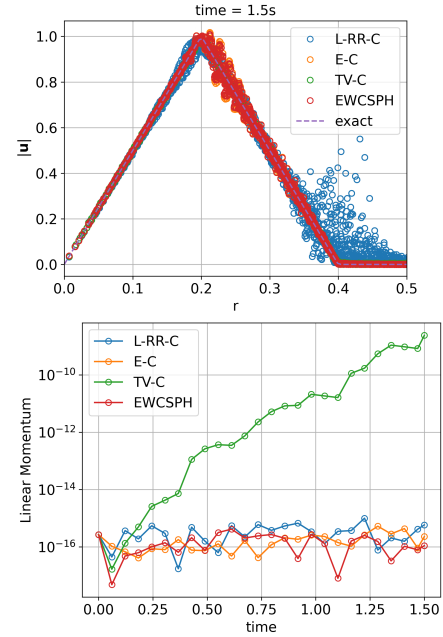 time = 1.5s
1.0
0.8
0.6
0.4
0.2
0.0
|u|
L-RR-C
E-C
TV-C
EWCSPH
exact
0.0 0.1 0.2 0.3 0.4 0.5
r
L-RR-C
E-C
TV-C
EWCSPH
10⁻¹⁰
10⁻¹²
10⁻¹⁴
10⁻¹⁶
Linear Momentum
0.00 0.25 0.50 0.75 1.00 1.25 1.50
time